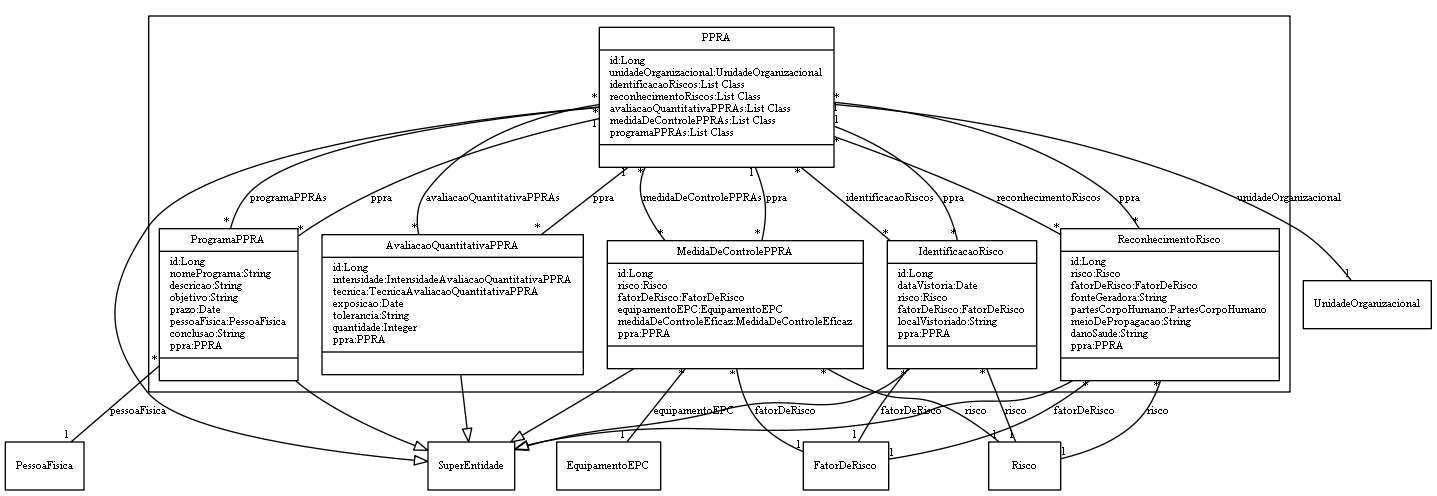 PPRA
id:Long
unidadeOrganizacional:UnidadeOrganizacional
identificacaoRiscos:List Class
reconhecimentoRiscos:List Class
avaliacaoQuantitativaPPRAs:List Class
medidaDeControlePPRAs:List Class
programaPPRAs:List Class
* * 1 * 1 1 *
1 * 1 *
programaPPRAs ppra avaliacaoQuantitativaPPRAs ppra medidaDeControlePPRAs ppra identificacaoRiscos ppra reconhecimentoRiscos ppra unidadeOrganizacional
* * * * * * * * * * 1
ProgramaPPRA
id:Long
nomePrograma:String
descricao:String
objetivo:String
prazo:Date
pessoaFisica:PessoaFisica
conclusao:String
ppra:PPRA
AvaliacaoQuantitativaPPRA
id:Long
intensidade:IntensidadeAvaliacaoQuantitativaPPRA
tecnica:TecnicaAvaliacaoQuantitativaPPRA
exposicao:Date
tolerancia:String
quantidade:Integer
ppra:PPRA
MedidaDeControlePPRA
id:Long
risco:Risco
fatorDeRisco:FatorDeRisco
equipamentoEPC:EquipamentoEPC
medidaDeControleEficaz:MedidaDeControleEficaz
ppra:PPRA
IdentificacaoRisco
id:Long
dataVistoria:Date
risco:Risco
fatorDeRisco:FatorDeRisco
localVistoriado:String
ppra:PPRA
ReconhecimentoRisco
id:Long
risco:Risco
fatorDeRisco:FatorDeRisco
fonteGeradora:String
partesCorpoHumano:PartesCorpoHumano
meioDePropagacao:String
danoSaude:String
ppra:PPRA
UnidadeOrganizacional
* * * * * * * *
pessoaFisica equipamentoEPC fatorDeRisco fatorDeRisco risco risco fatorDeRisco risco
1 1 1 1 1 1 1 1
PessoaFisica
SuperEntidade
EquipamentoEPC
FatorDeRisco
Risco